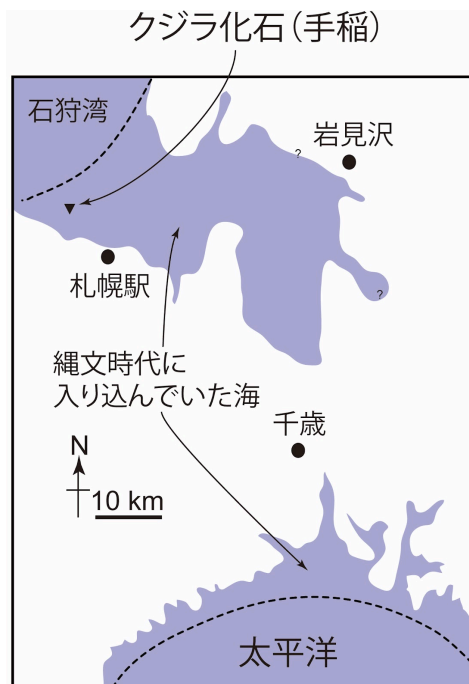 クジラ化石（手稲）
石狩湾
岩見沢
?
札幌駅
?
縄文時代に
入り込んでいた海
千歳
N
10 km
太平洋